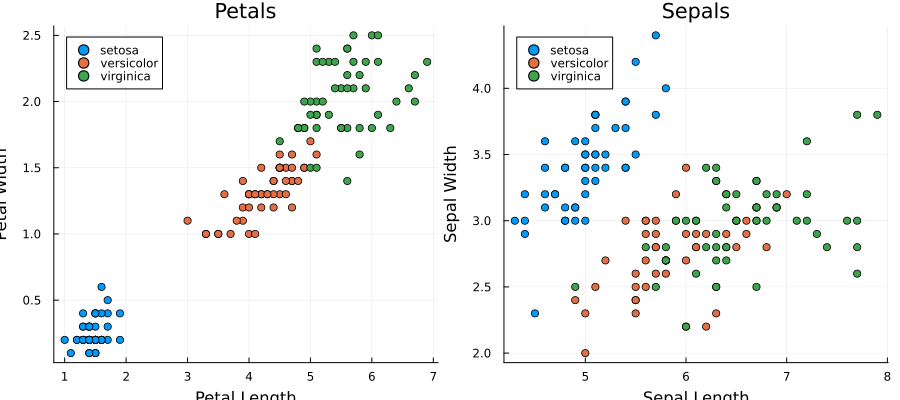 Petals
setosa
versicolor
virginica
2.5
2.0
1.5
1.0
0.5
1 2 3 4 5 6 7
Petal Length
Petal Width
Sepals
setosa
versicolor
virginica
4.0
3.5
3.0
2.5
2.0
5 6 7 8
Sepal Length
Sepal Width